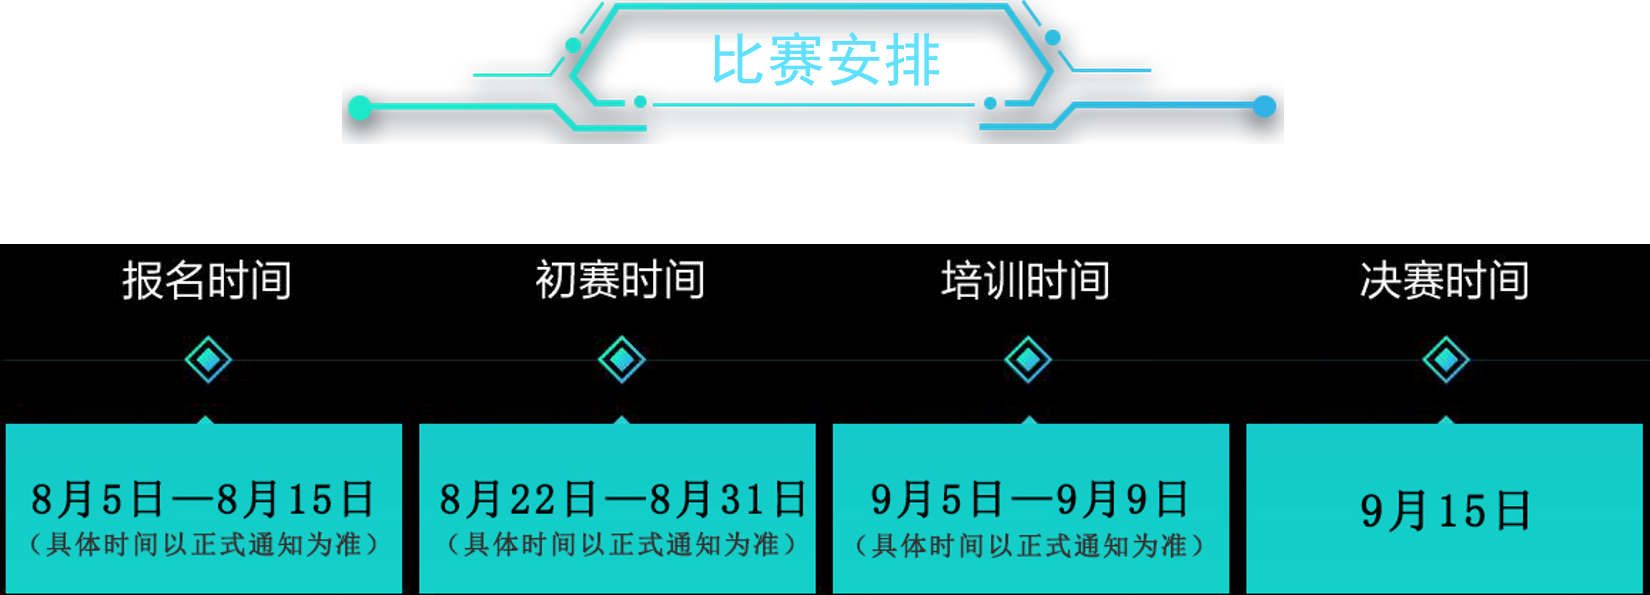 比赛安排
报名时间
初赛时间
培训时间
决赛时间
8月5日—8月15日
（具体时间以正式通知为准）
8月22日—8月31日
（具体时间以正式通知为准）
9月5日—9月9日
（具体时间以正式通知为准）
9月15日